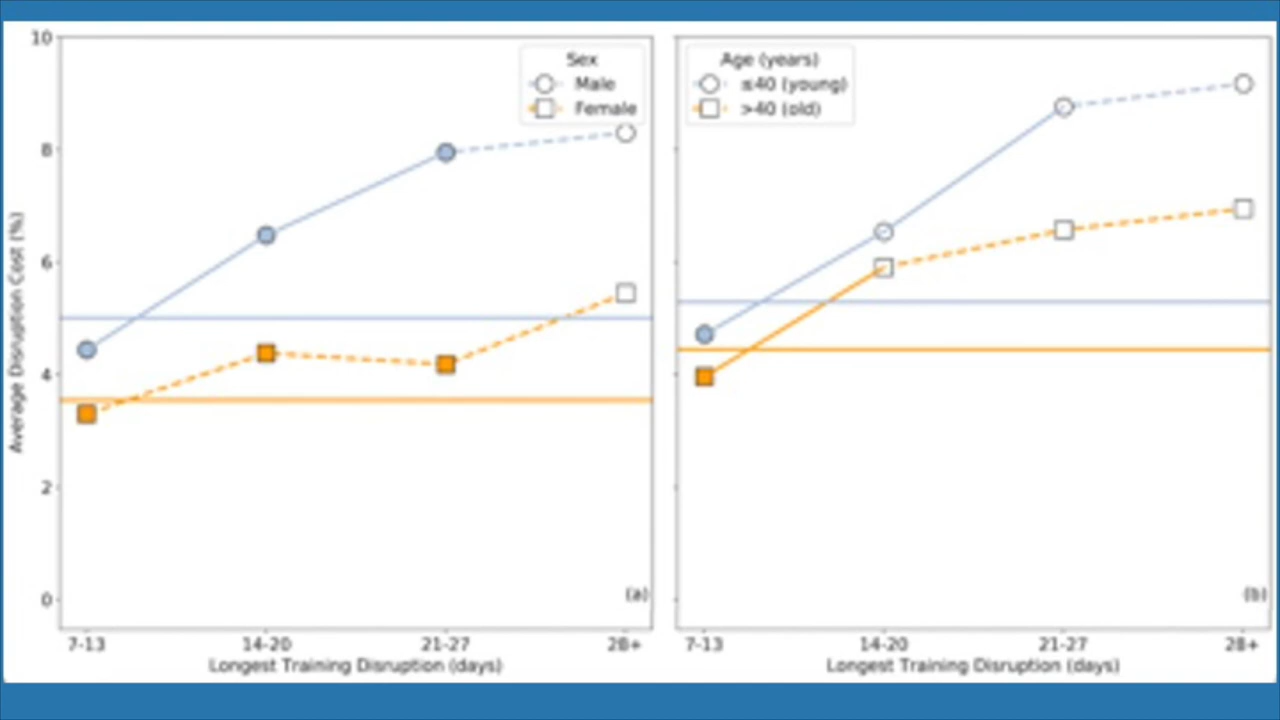 10
8
6
4
2
0
Average Disruption Cost (%)
Sex
Male
Female
(a)
7-13 14-20 21-27 28+
Longest Training Disruption (days)
Age (years)
≤40 (young)
>40 (old)
(b)
7-13 14-20 21-27 28+
Longest Training Disruption (days)